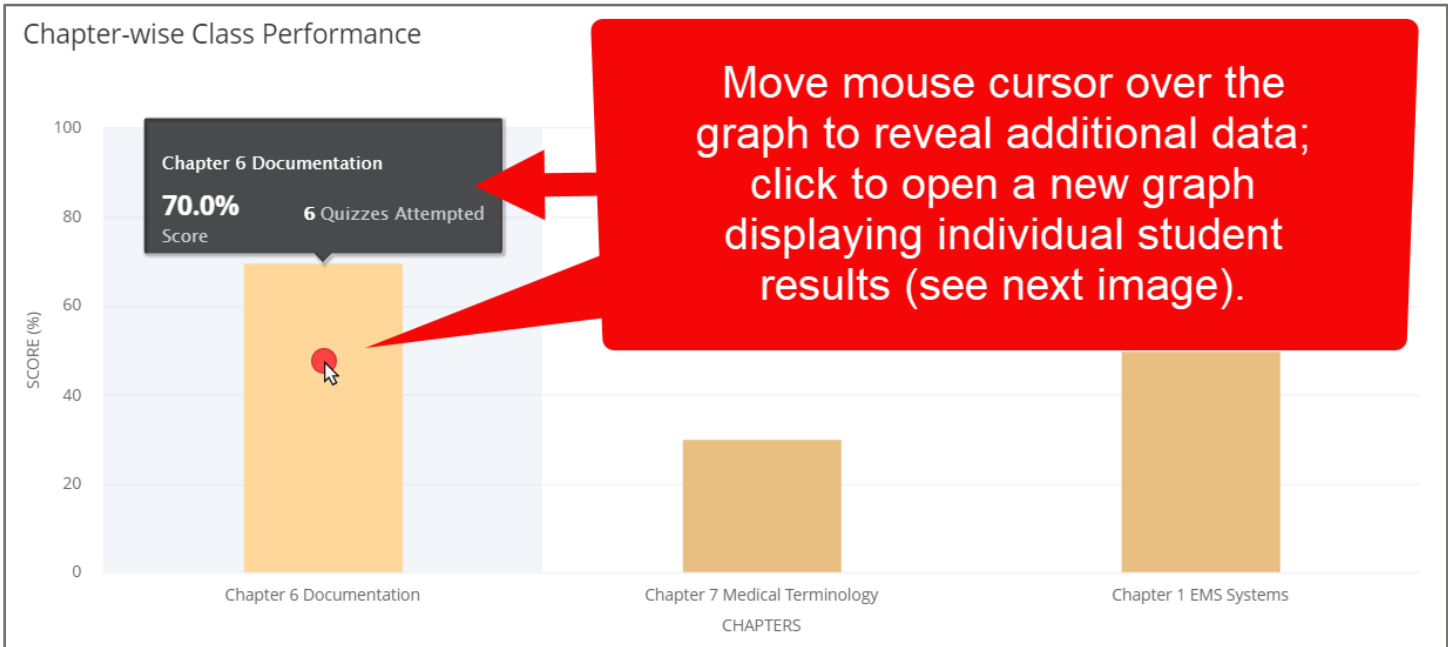 Chapter-wise Class Performance
Move mouse cursor over the
graph to reveal additional data;
click to open a new graph
displaying individual student
results (see next image).
Chapter 6 Documentation
70.0%
Score
6 Quizzes Attempted
SCORE (%)
100
80
60
40
20
0
Chapter 6 Documentation
Chapter 7 Medical Terminology
Chapter 1 EMS Systems
CHAPTERS